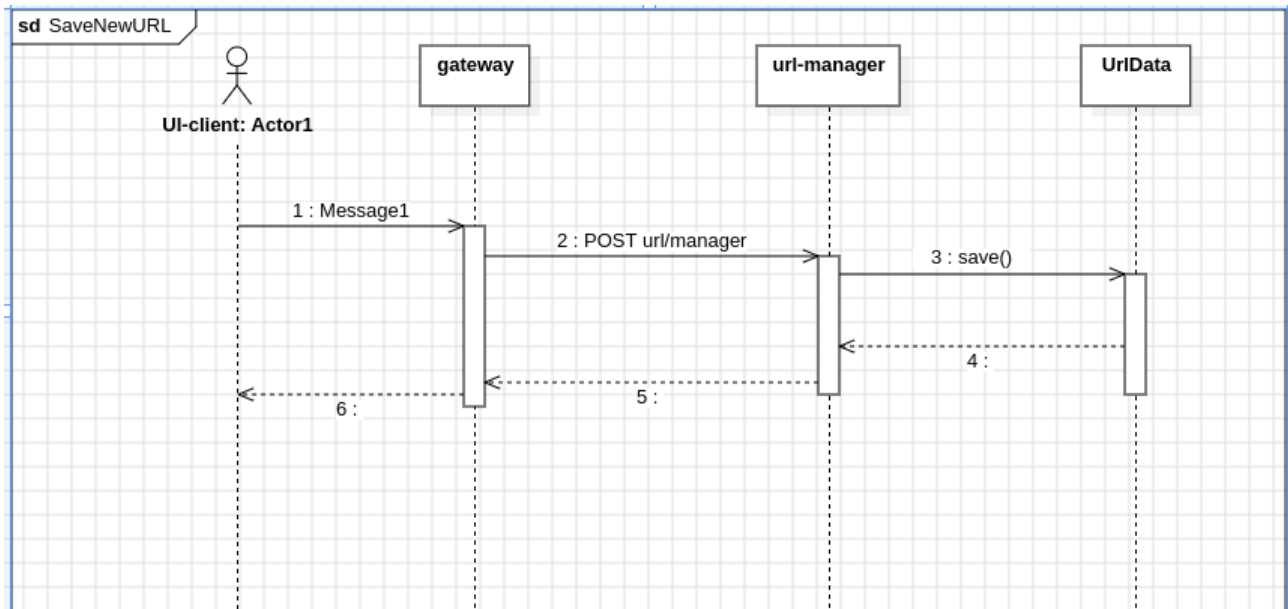 sd SaveNewURL
gateway
url-manager
UrlData
UI-client: Actor1
1 : Message1
2 : POST url/manager
3 : save()
4 :
5 :
6 :